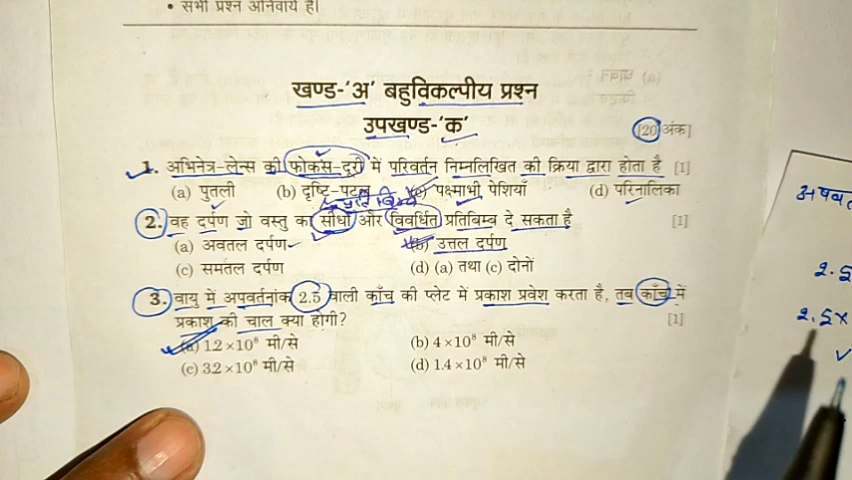 • सभी प्रश्न अनिवार्य है।
खण्ड-'अ' बहुविकल्पीय प्रश्न
उपखण्ड-'क'
[20 अंक]
1. अभिनेत्र-लेन्स की फोकस-दूरी में परिवर्तन निम्नलिखित की क्रिया द्वारा होता है [1]
(a) पुतली (b) दृष्टि-पटल (c) पक्ष्माभी पेशियाँ (d) परिनालिका
2. वह दर्पण जो वस्तु का सीधा और विवर्धित प्रतिबिम्ब दे सकता है [1]
(a) अवतल दर्पण (b) उत्तल दर्पण
(c) समतल दर्पण (d) (a) तथा (c) दोनों
3. वायु में अपवर्तनांक 2.5 वाली काँच की प्लेट में प्रकाश प्रवेश करता है, तब काँच में
प्रकाश की चाल क्या होगी? [1]
(a) 1.2 × 10⁸ मी/से (b) 4 × 10⁸ मी/से
(c) 3.2 × 10⁸ मी/से (d) 1.4 × 10⁸ मी/से
2.5
2.5×